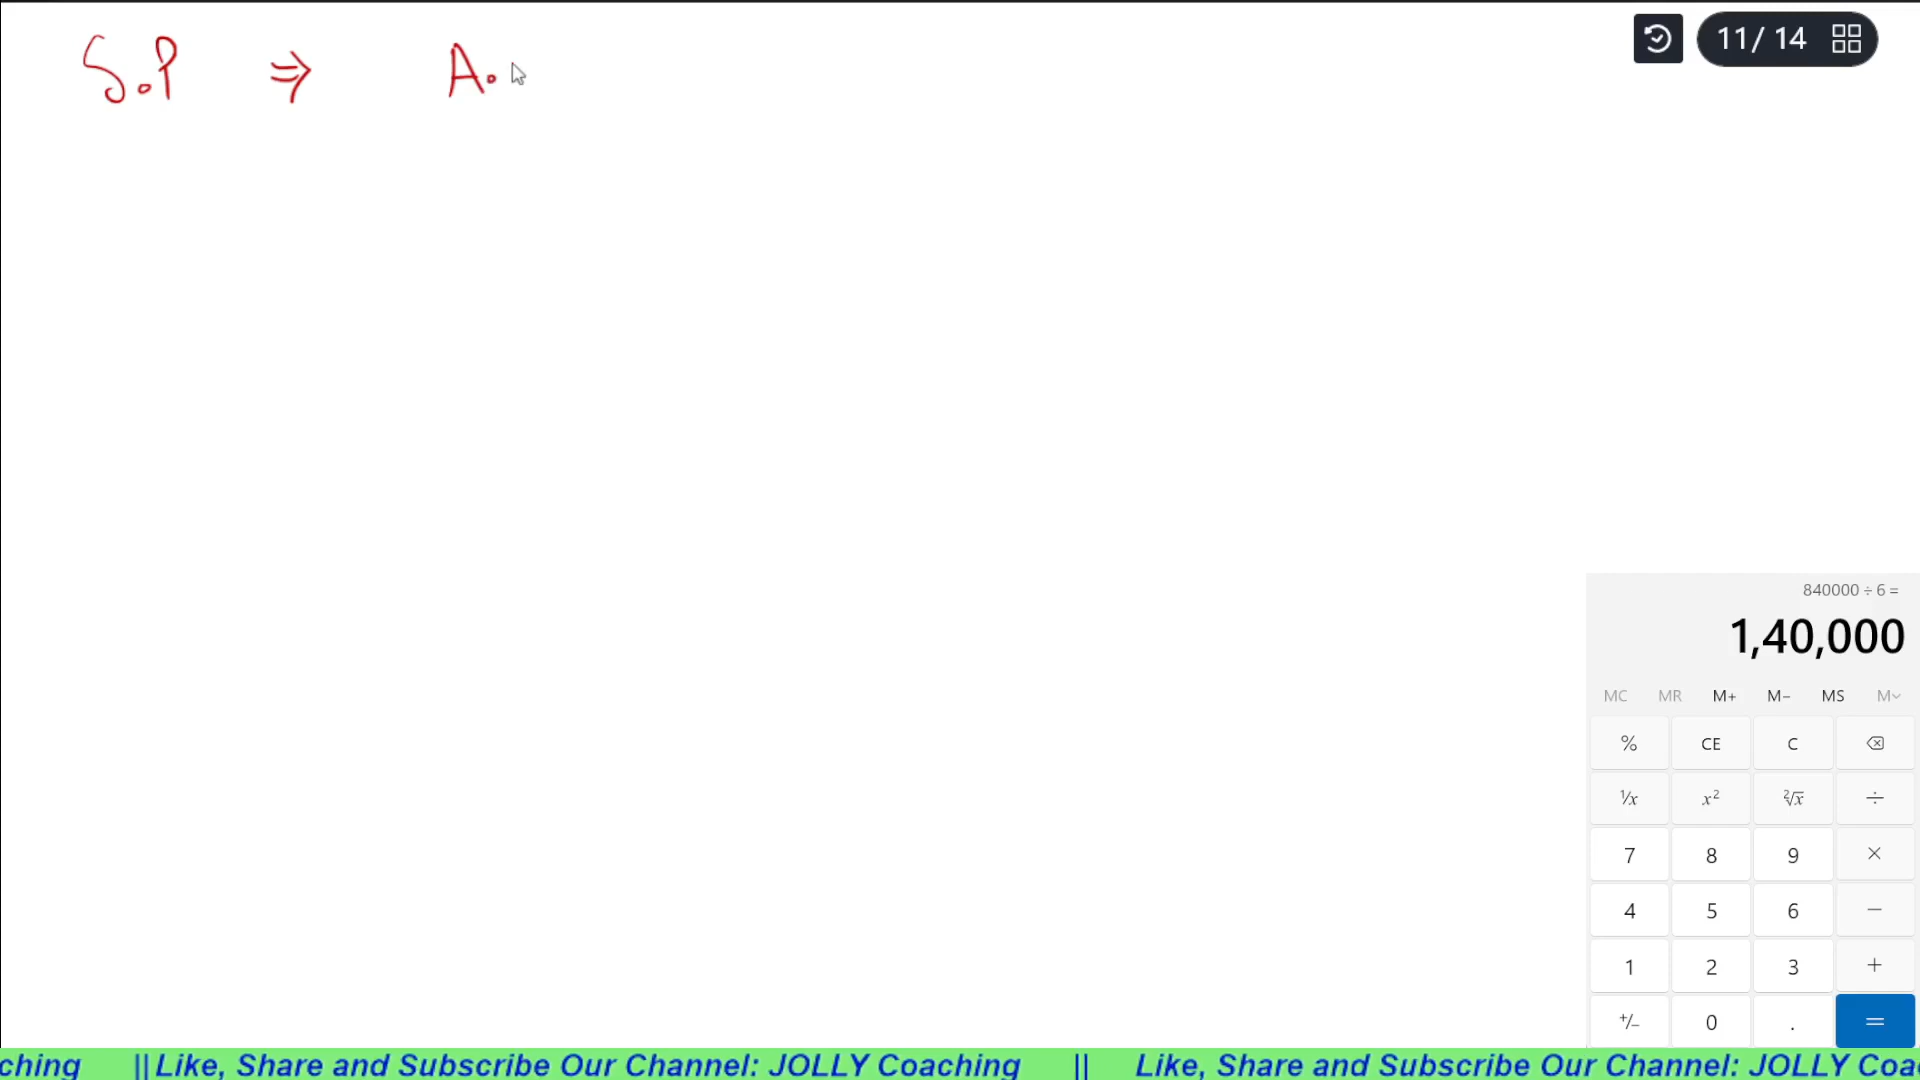 S.P ⇒ A.
11 / 14
840000 ÷ 6 =
1,40,000
MC MR M+ M− MS M˅
% CE C
¹/x x² ²√x ÷
7 8 9 ×
4 5 6 −
1 2 3 +
+/− 0 . =
ching || Like, Share and Subscribe Our Channel: JOLLY Coaching || Like, Share and Subscribe Our Channel: JOLLY Coa